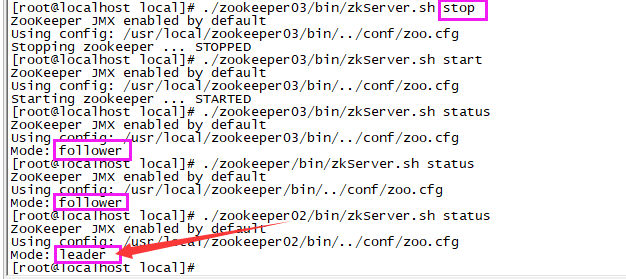 [root@localhost local]# ./zookeeper03/bin/zkServer.sh stop
ZooKeeper JMX enabled by default
Using config: /usr/local/zookeeper03/bin/../conf/zoo.cfg
Stopping zookeeper ... STOPPED
[root@localhost local]# ./zookeeper03/bin/zkServer.sh start
ZooKeeper JMX enabled by default
Using config: /usr/local/zookeeper03/bin/../conf/zoo.cfg
Starting zookeeper ... STARTED
[root@localhost local]# ./zookeeper03/bin/zkServer.sh status
ZooKeeper JMX enabled by default
Using config: /usr/local/zookeeper03/bin/../conf/zoo.cfg
Mode: follower
[root@localhost local]# ./zookeeper/bin/zkServer.sh status
ZooKeeper JMX enabled by default
Using config: /usr/local/zookeeper/bin/../conf/zoo.cfg
Mode: follower
[root@localhost local]# ./zookeeper02/bin/zkServer.sh status
ZooKeeper JMX enabled by default
Using config: /usr/local/zookeeper02/bin/../conf/zoo.cfg
Mode: leader
[root@localhost local]#